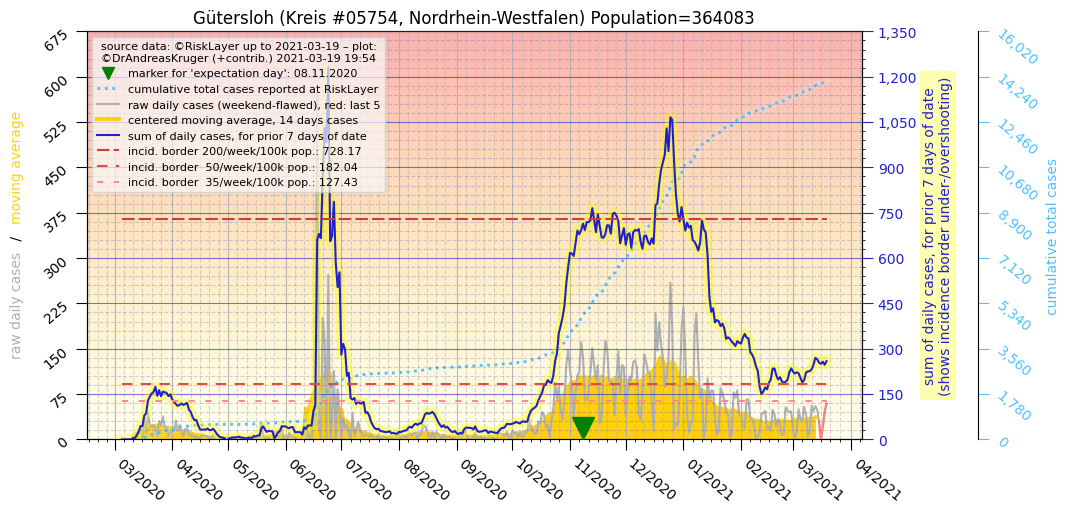 Gütersloh (Kreis #05754, Nordrhein-Westfalen) Population=364083
source data: ©RiskLayer up to 2021-03-19 – plot:
©DrAndreasKruger (+contrib.) 2021-03-19 19:54
marker for 'expectation day': 08.11.2020
cumulative total cases reported at RiskLayer
raw daily cases (weekend-flawed), red: last 5
centered moving average, 14 days cases
sum of daily cases, for prior 7 days of date
incid. border 200/week/100k pop.: 728.17
incid. border  50/week/100k pop.: 182.04
incid. border  35/week/100k pop.: 127.43
raw daily cases / moving average
675
600
525
450
375
300
225
150
75
0
03/2020
04/2020
05/2020
06/2020
07/2020
08/2020
09/2020
10/2020
11/2020
12/2020
01/2021
02/2021
03/2021
04/2021
1,350
1,200
1,050
900
750
600
450
300
150
0
sum of daily cases, for prior 7 days of date
(shows incidence border under-/overshooting)
16,020
14,240
12,460
10,680
8,900
7,120
5,340
3,560
1,780
0
cumulative total cases